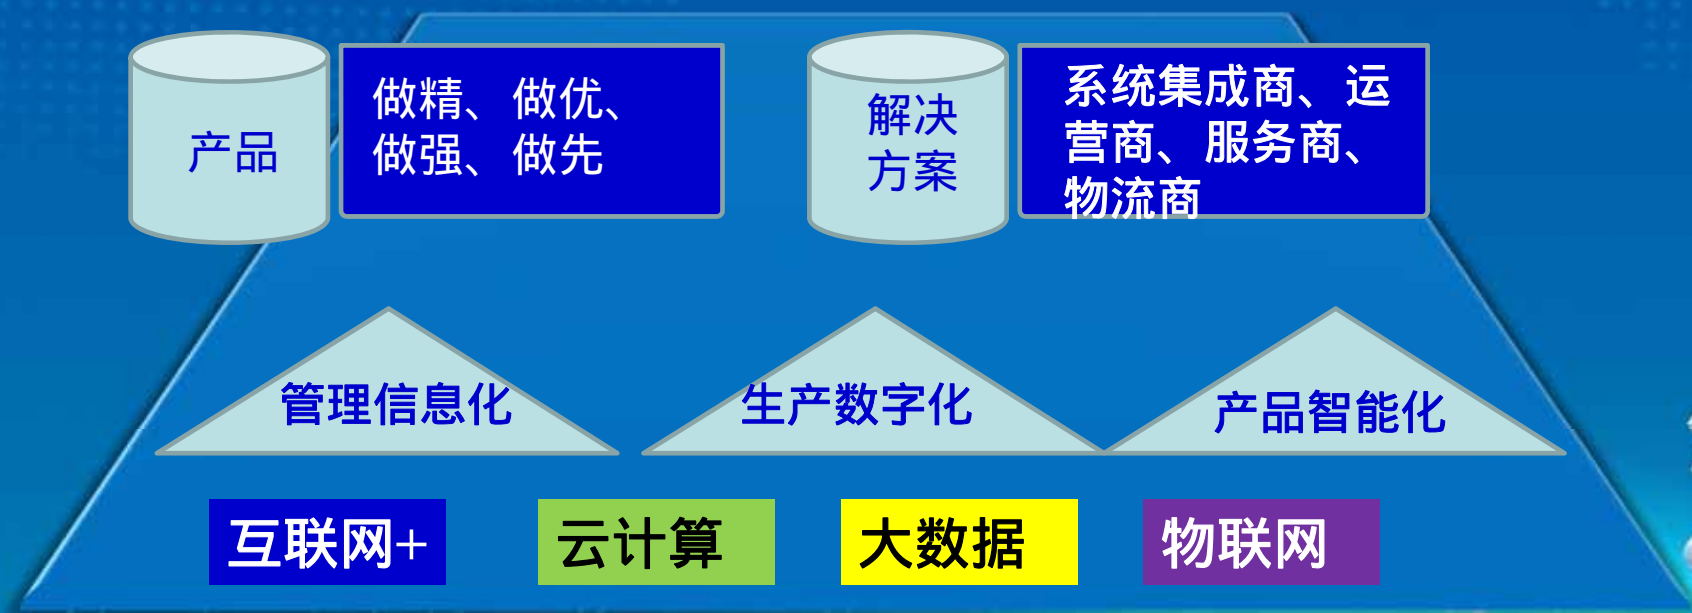 产品
做精、做优、
做强、做先
解决
方案
系统集成商、运
营商、服务商、
物流商
管理信息化
生产数字化
产品智能化
互联网+
云计算
大数据
物联网